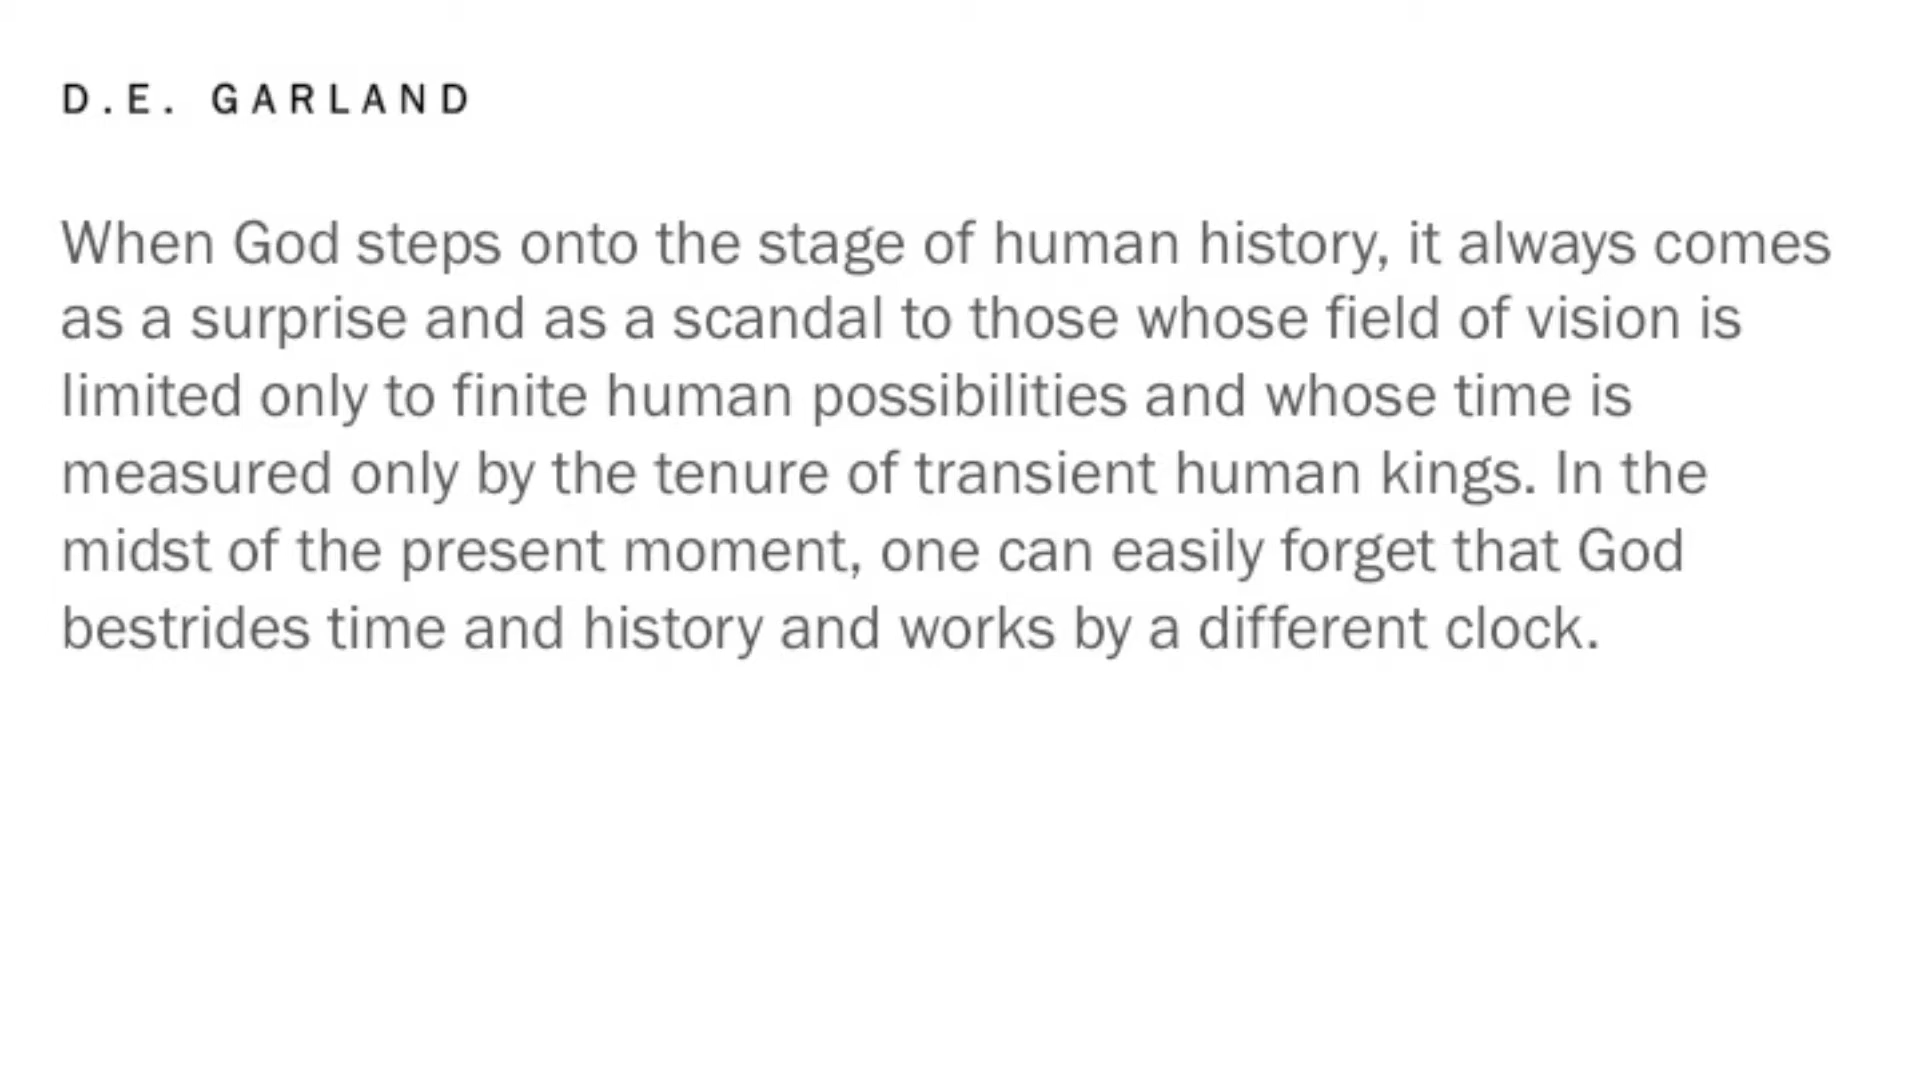 D.E. GARLAND
When God steps onto the stage of human history, it always comes
as a surprise and as a scandal to those whose field of vision is
limited only to finite human possibilities and whose time is
measured only by the tenure of transient human kings. In the
midst of the present moment, one can easily forget that God
bestrides time and history and works by a different clock.